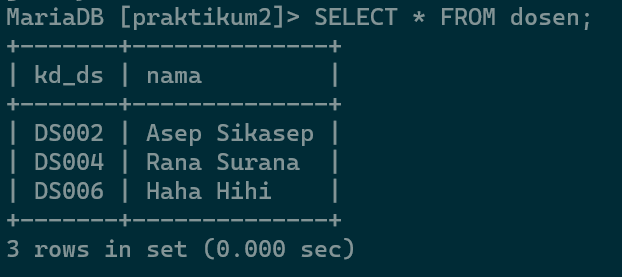 MariaDB [praktikum2]> SELECT * FROM dosen;
+-------+--------------+
| kd_ds | nama         |
+-------+--------------+
| DS002 | Asep Sikasep |
| DS004 | Rana Surana  |
| DS006 | Haha Hihi    |
+-------+--------------+
3 rows in set (0.000 sec)